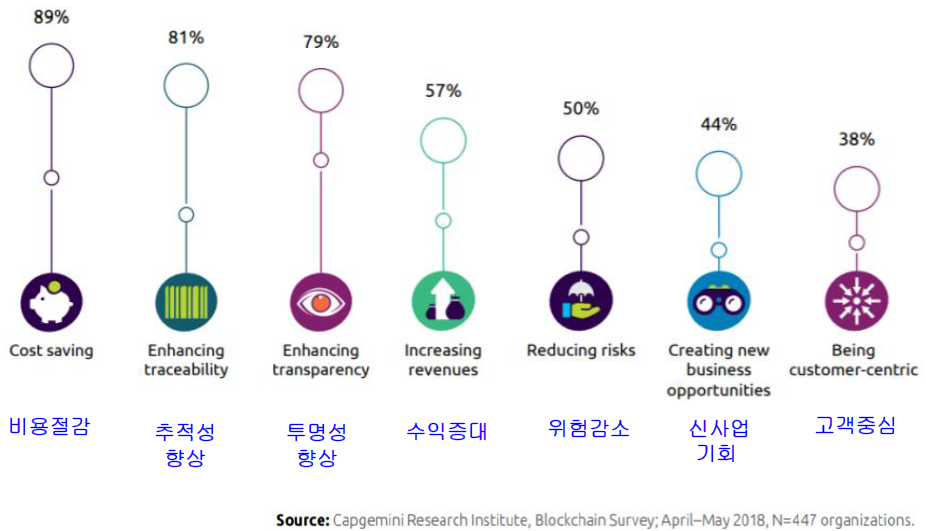 89%
81%
79%
57%
50%
44%
38%
Cost saving
Enhancing
traceability
Enhancing
transparency
Increasing
revenues
Reducing risks
Creating new
business
opportunities
Being
customer-centric
비용절감
추적성
향상
투명성
향상
수익증대
위험감소
신사업
기회
고객중심
Source: Capgemini Research Institute, Blockchain Survey; April–May 2018, N=447 organizations.